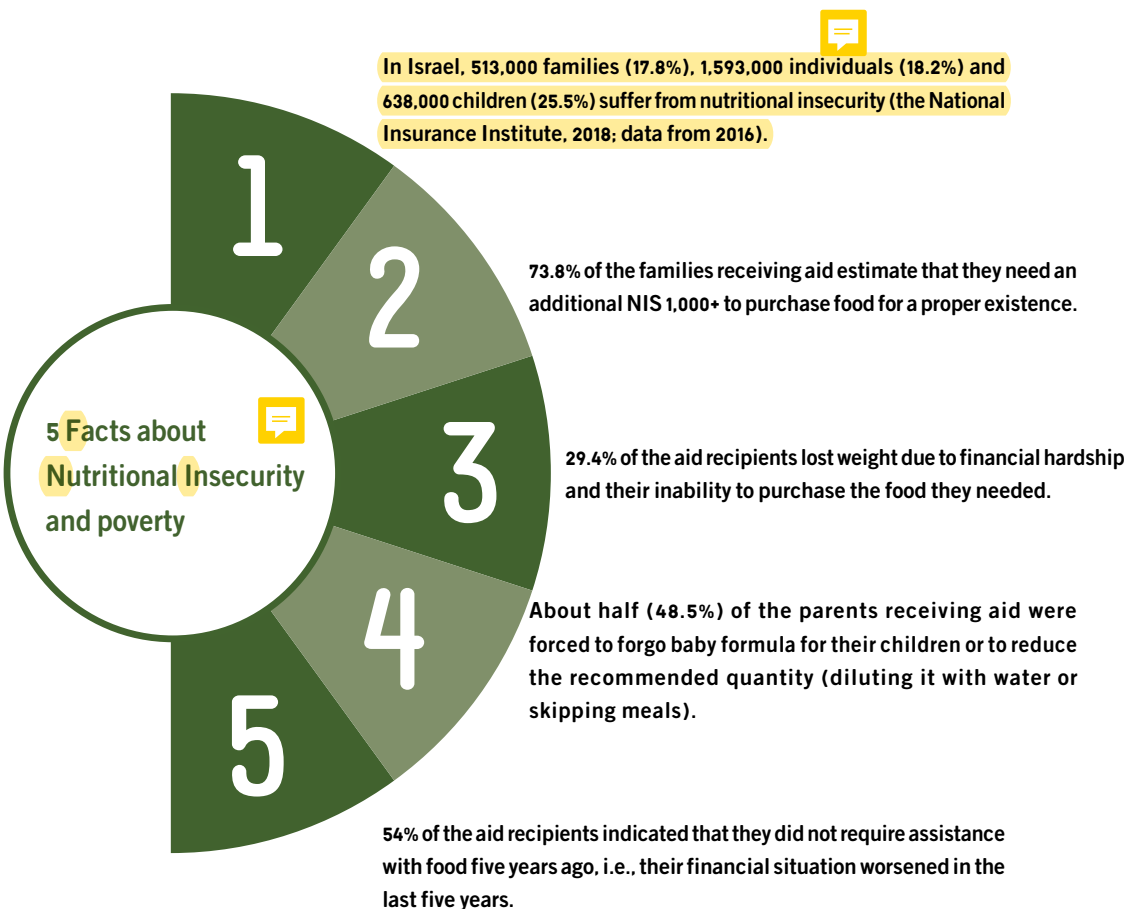 In Israel, 513,000 families (17.8%), 1,593,000 individuals (18.2%) and
638,000 children (25.5%) suffer from nutritional insecurity (the National
Insurance Institute, 2018; data from 2016).
1
2
73.8% of the families receiving aid estimate that they need an
additional NIS 1,000+ to purchase food for a proper existence.
5 Facts about
Nutritional Insecurity
and poverty
3
29.4% of the aid recipients lost weight due to financial hardship
and their inability to purchase the food they needed.
4
About half (48.5%) of the parents receiving aid were
forced to forgo baby formula for their children or to reduce
the recommended quantity (diluting it with water or
skipping meals).
5
54% of the aid recipients indicated that they did not require assistance
with food five years ago, i.e., their financial situation worsened in the
last five years.